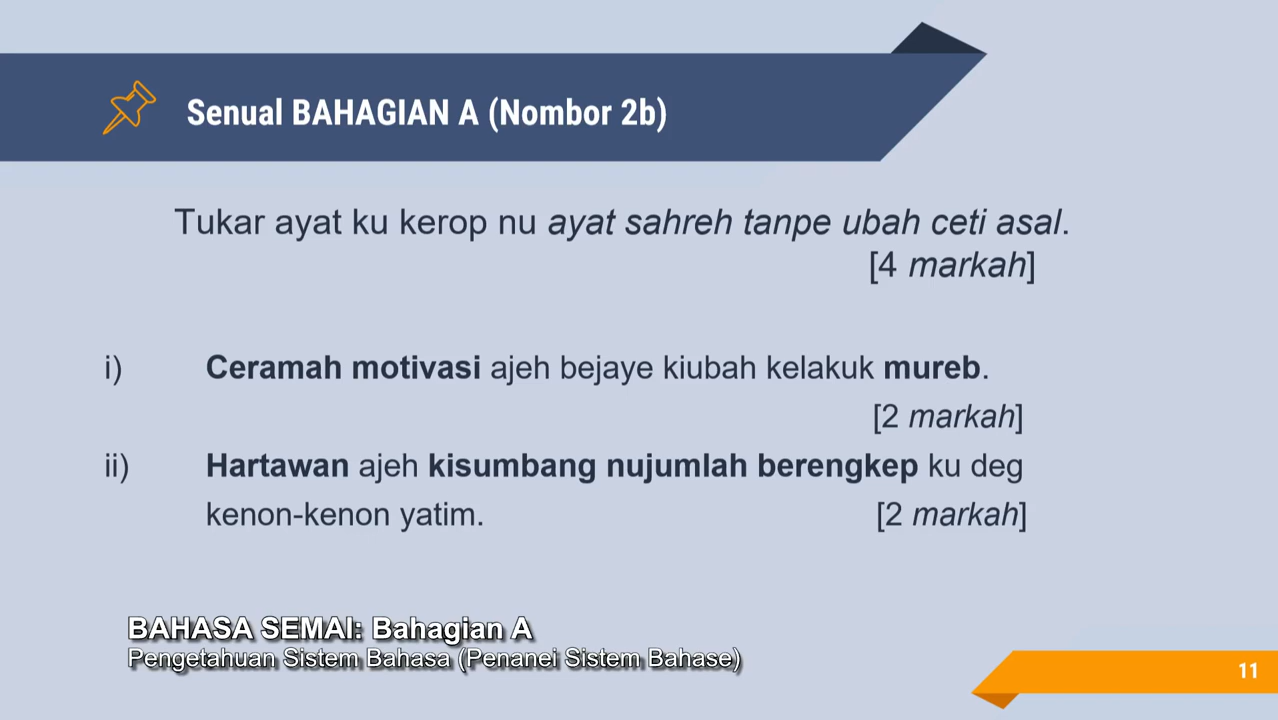 Senual BAHAGIAN A (Nombor 2b)
Tukar ayat ku kerop nu ayat sahreh tanpe ubah ceti asal.
[4 markah]
i) Ceramah motivasi ajeh bejaye kiubah kelakuk mureb.
[2 markah]
ii) Hartawan ajeh kisumbang nujumlah berengkep ku deg
kenon-kenon yatim. [2 markah]
BAHASA SEMAI: Bahagian A
Pengetahuan Sistem Bahasa (Penanei Sistem Bahase)
11